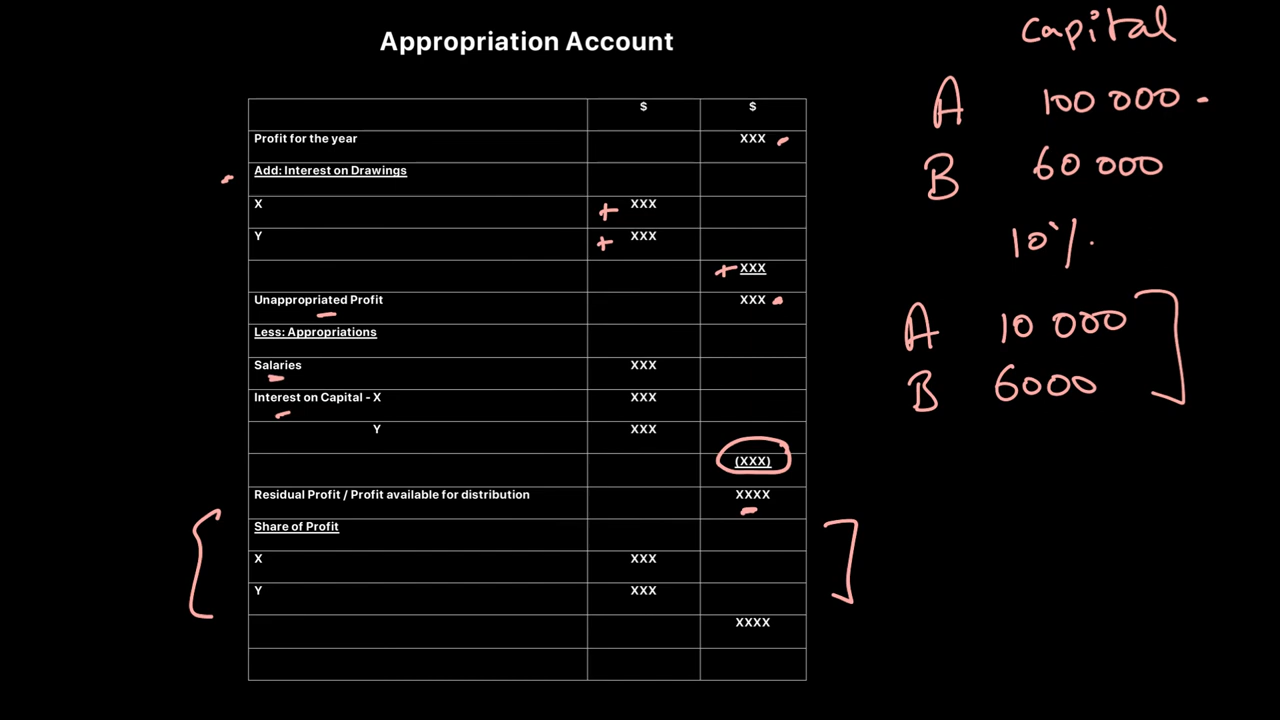 Appropriation Account
$ $
Profit for the year XXX
Add: Interest on Drawings
X + XXX
Y + XXX
+ XXX
Unappropriated Profit XXX
Less: Appropriations
Salaries XXX
Interest on Capital - X XXX
Y XXX
(XXX)
Residual Profit / Profit available for distribution XXXX
Share of Profit
X XXX
Y XXX
XXXX
Capital
A 100 000
B 60 000
10%
A 10 000
B 6000